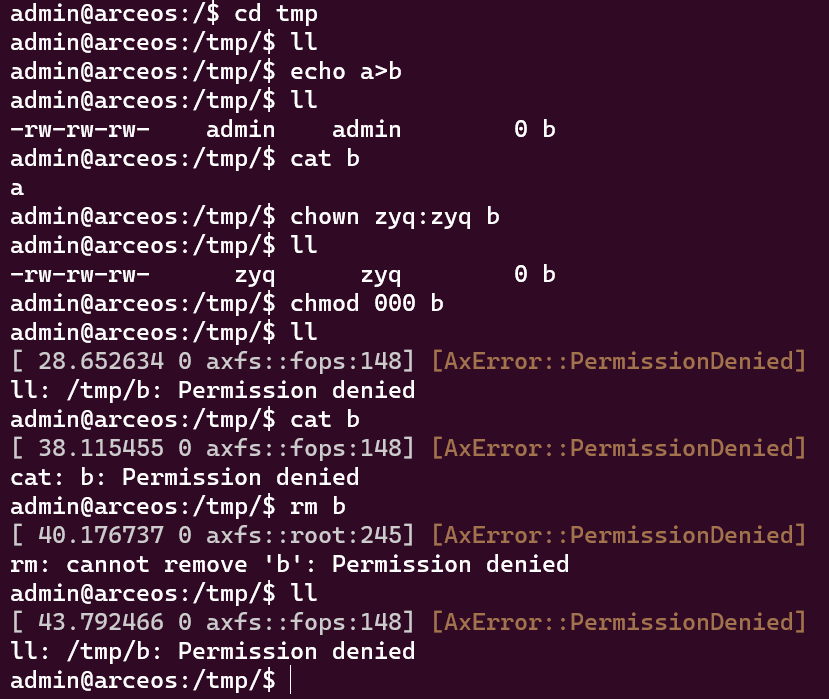 admin@arceos:/$ cd tmp
admin@arceos:/tmp/$ ll
admin@arceos:/tmp/$ echo a>b
admin@arceos:/tmp/$ ll
-rw-rw-rw-    admin    admin        0 b
admin@arceos:/tmp/$ cat b
a
admin@arceos:/tmp/$ chown zyq:zyq b
admin@arceos:/tmp/$ ll
-rw-rw-rw-      zyq      zyq        0 b
admin@arceos:/tmp/$ chmod 000 b
admin@arceos:/tmp/$ ll
[ 28.652634 0 axfs::fops:148] [AxError::PermissionDenied]
ll: /tmp/b: Permission denied
admin@arceos:/tmp/$ cat b
[ 38.115455 0 axfs::fops:148] [AxError::PermissionDenied]
cat: b: Permission denied
admin@arceos:/tmp/$ rm b
[ 40.176737 0 axfs::root:245] [AxError::PermissionDenied]
rm: cannot remove 'b': Permission denied
admin@arceos:/tmp/$ ll
[ 43.792466 0 axfs::fops:148] [AxError::PermissionDenied]
ll: /tmp/b: Permission denied
admin@arceos:/tmp/$